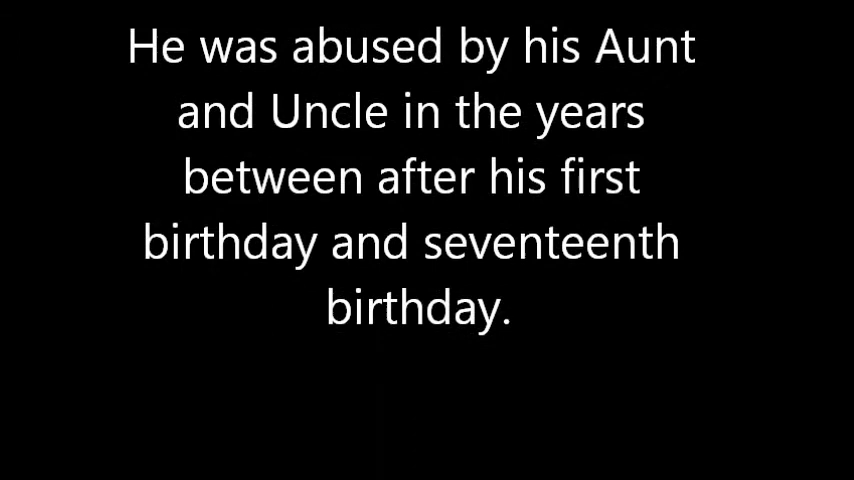 He was abused by his Aunt
and Uncle in the years
between after his first
birthday and seventeenth
birthday.